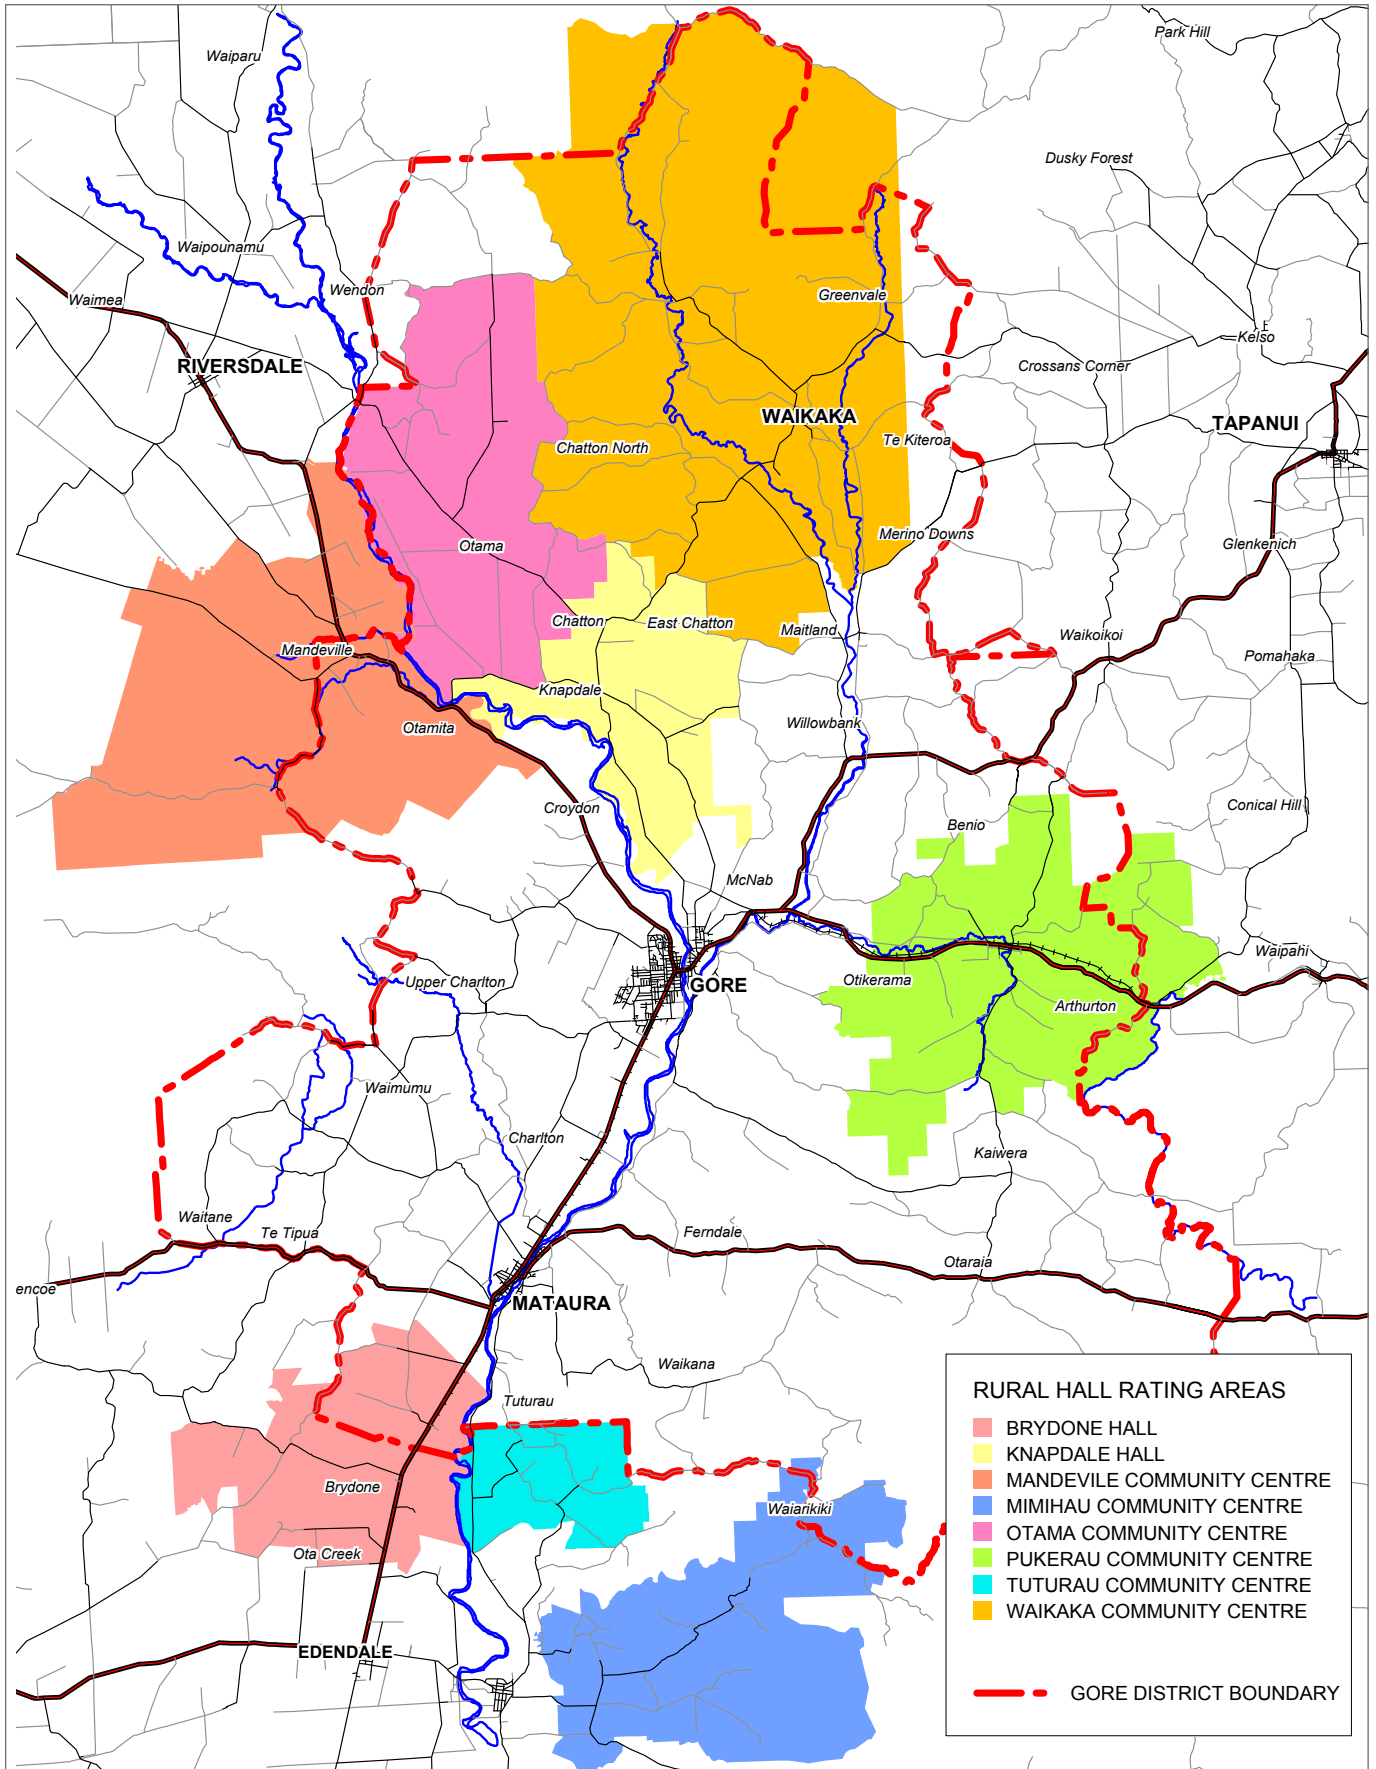 Park Hill
Waiparu
Dusky Forest
Waipounamu
Wendon
Greenvale
Waimea
Kelso
RIVERSDALE
Crossans Corner
WAIKAKA
TAPANUI
Te Kiteroa
Chatton North
Merino Downs
Glenkenich
Otama
Chatton
East Chatton
Maitland
Waikoikoi
Mandeville
Pomahaka
Knapdale
Otamita
Willowbank
Croydon
Conical Hill
Benio
McNab
Waipahi
Upper Charlton
GORE
Otikerama
Arthurton
Waimumu
Charlton
Kaiwera
Waitane
Te Tipua
Ferndale
Otaraia
encoe
MATAURA
Waikana
Tuturau
Brydone
Waiarikiki
Ota Creek
EDENDALE
RURAL HALL RATING AREAS
BRYDONE HALL
KNAPDALE HALL
MANDEVILE COMMUNITY CENTRE
MIMIHAU COMMUNITY CENTRE
OTAMA COMMUNITY CENTRE
PUKERAU COMMUNITY CENTRE
TUTURAU COMMUNITY CENTRE
WAIKAKA COMMUNITY CENTRE
GORE DISTRICT BOUNDARY